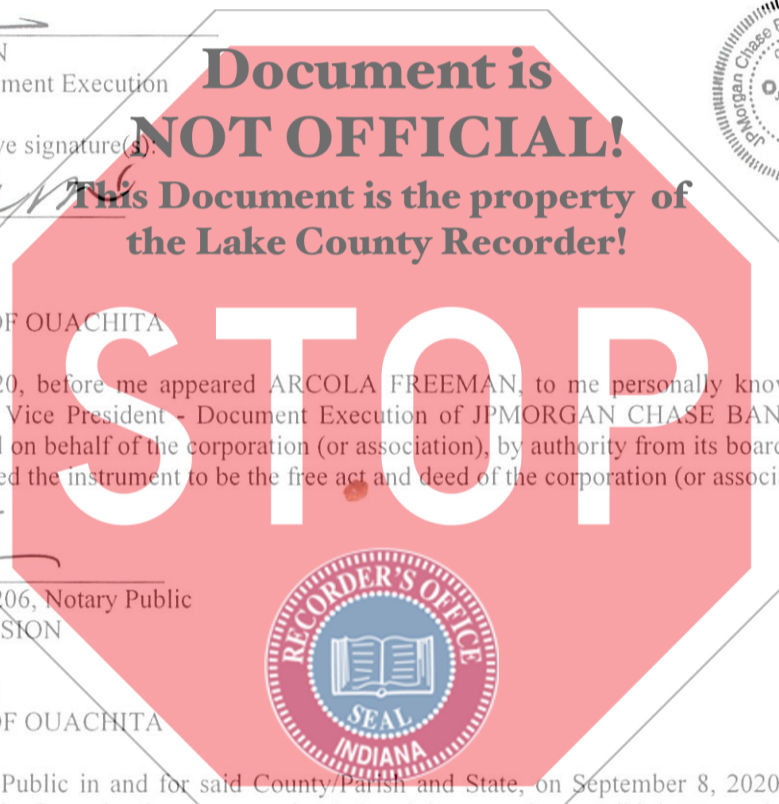 N
JPMorgan Chase B
ment Execution
Document is
NOT OFFICIAL!
ve signature(s):
This Document is the property of
the Lake County Recorder!
OF OUACHITA
STOP
20, before me appeared ARCOLA FREEMAN, to me personally know
Vice President - Document Execution of JPMORGAN CHASE BAN
l on behalf of the corporation (or association), by authority from its board
ed the instrument to be the free act and deed of the corporation (or associ
206, Notary Public
SION
RECORDER'S OFFICE
SEAL
INDIANA
OF OUACHITA
Public in and for said County/Parish and State, on September 8, 2020